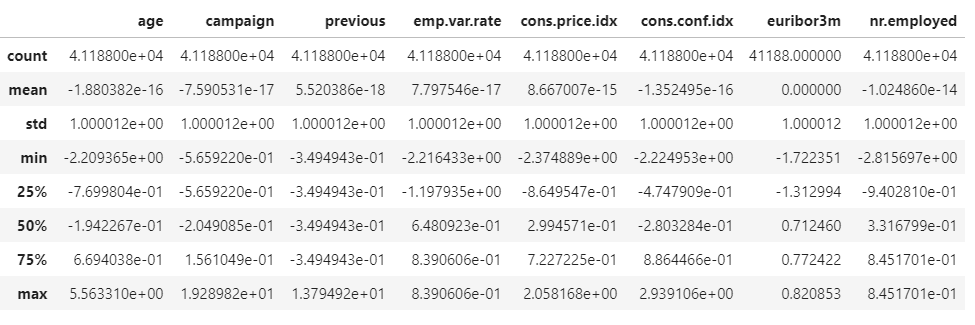 age campaign previous emp.var.rate cons.price.idx cons.conf.idx euribor3m nr.employed
count 4.118800e+04 4.118800e+04 4.118800e+04 4.118800e+04 4.118800e+04 4.118800e+04 41188.000000 4.118800e+04
mean -1.880382e-16 -7.590531e-17 5.520386e-18 7.797546e-17 8.667007e-15 -1.352495e-16 0.000000 -1.024860e-14
std 1.000012e+00 1.000012e+00 1.000012e+00 1.000012e+00 1.000012e+00 1.000012e+00 1.000012 1.000012e+00
min -2.209365e+00 -5.659220e-01 -3.494943e-01 -2.216433e+00 -2.374889e+00 -2.224953e+00 -1.722351 -2.815697e+00
25% -7.699804e-01 -5.659220e-01 -3.494943e-01 -1.197935e+00 -8.649547e-01 -4.747909e-01 -1.312994 -9.402810e-01
50% -1.942267e-01 -2.049085e-01 -3.494943e-01 6.480923e-01 2.994571e-01 -2.803284e-01 0.712460 3.316799e-01
75% 6.694038e-01 1.561049e-01 -3.494943e-01 8.390606e-01 7.227225e-01 8.864466e-01 0.772422 8.451701e-01
max 5.563310e+00 1.928982e+01 1.379492e+01 8.390606e-01 2.058168e+00 2.939106e+00 0.820853 8.451701e-01